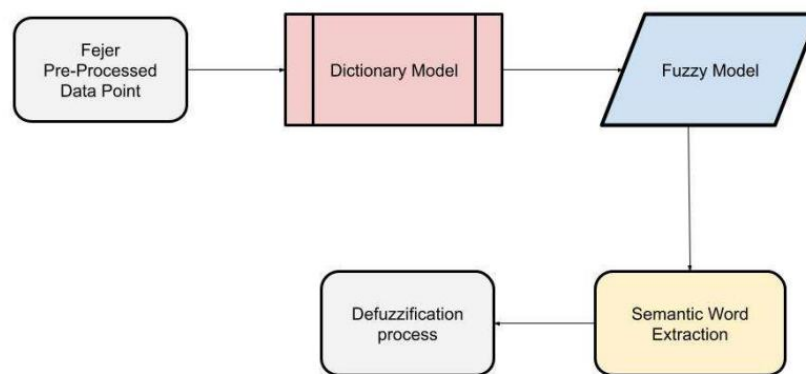 Fejer
Pre-Processed
Data Point
Dictionary Model
Fuzzy Model
Semantic Word
Extraction
Defuzzification
process